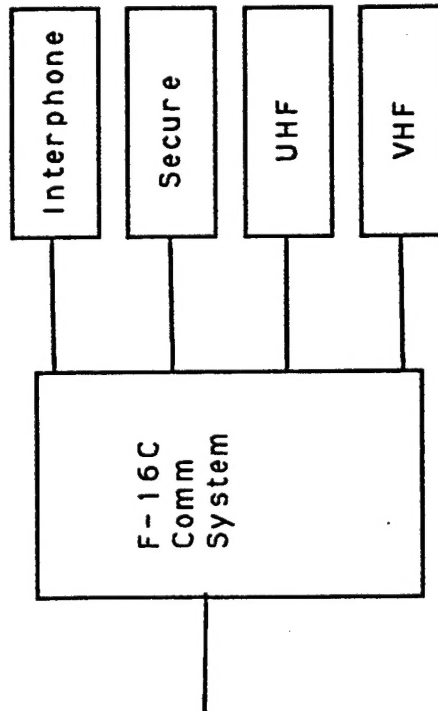 Interphone
Secure
UHF
VHF
F-16C
Comm
System